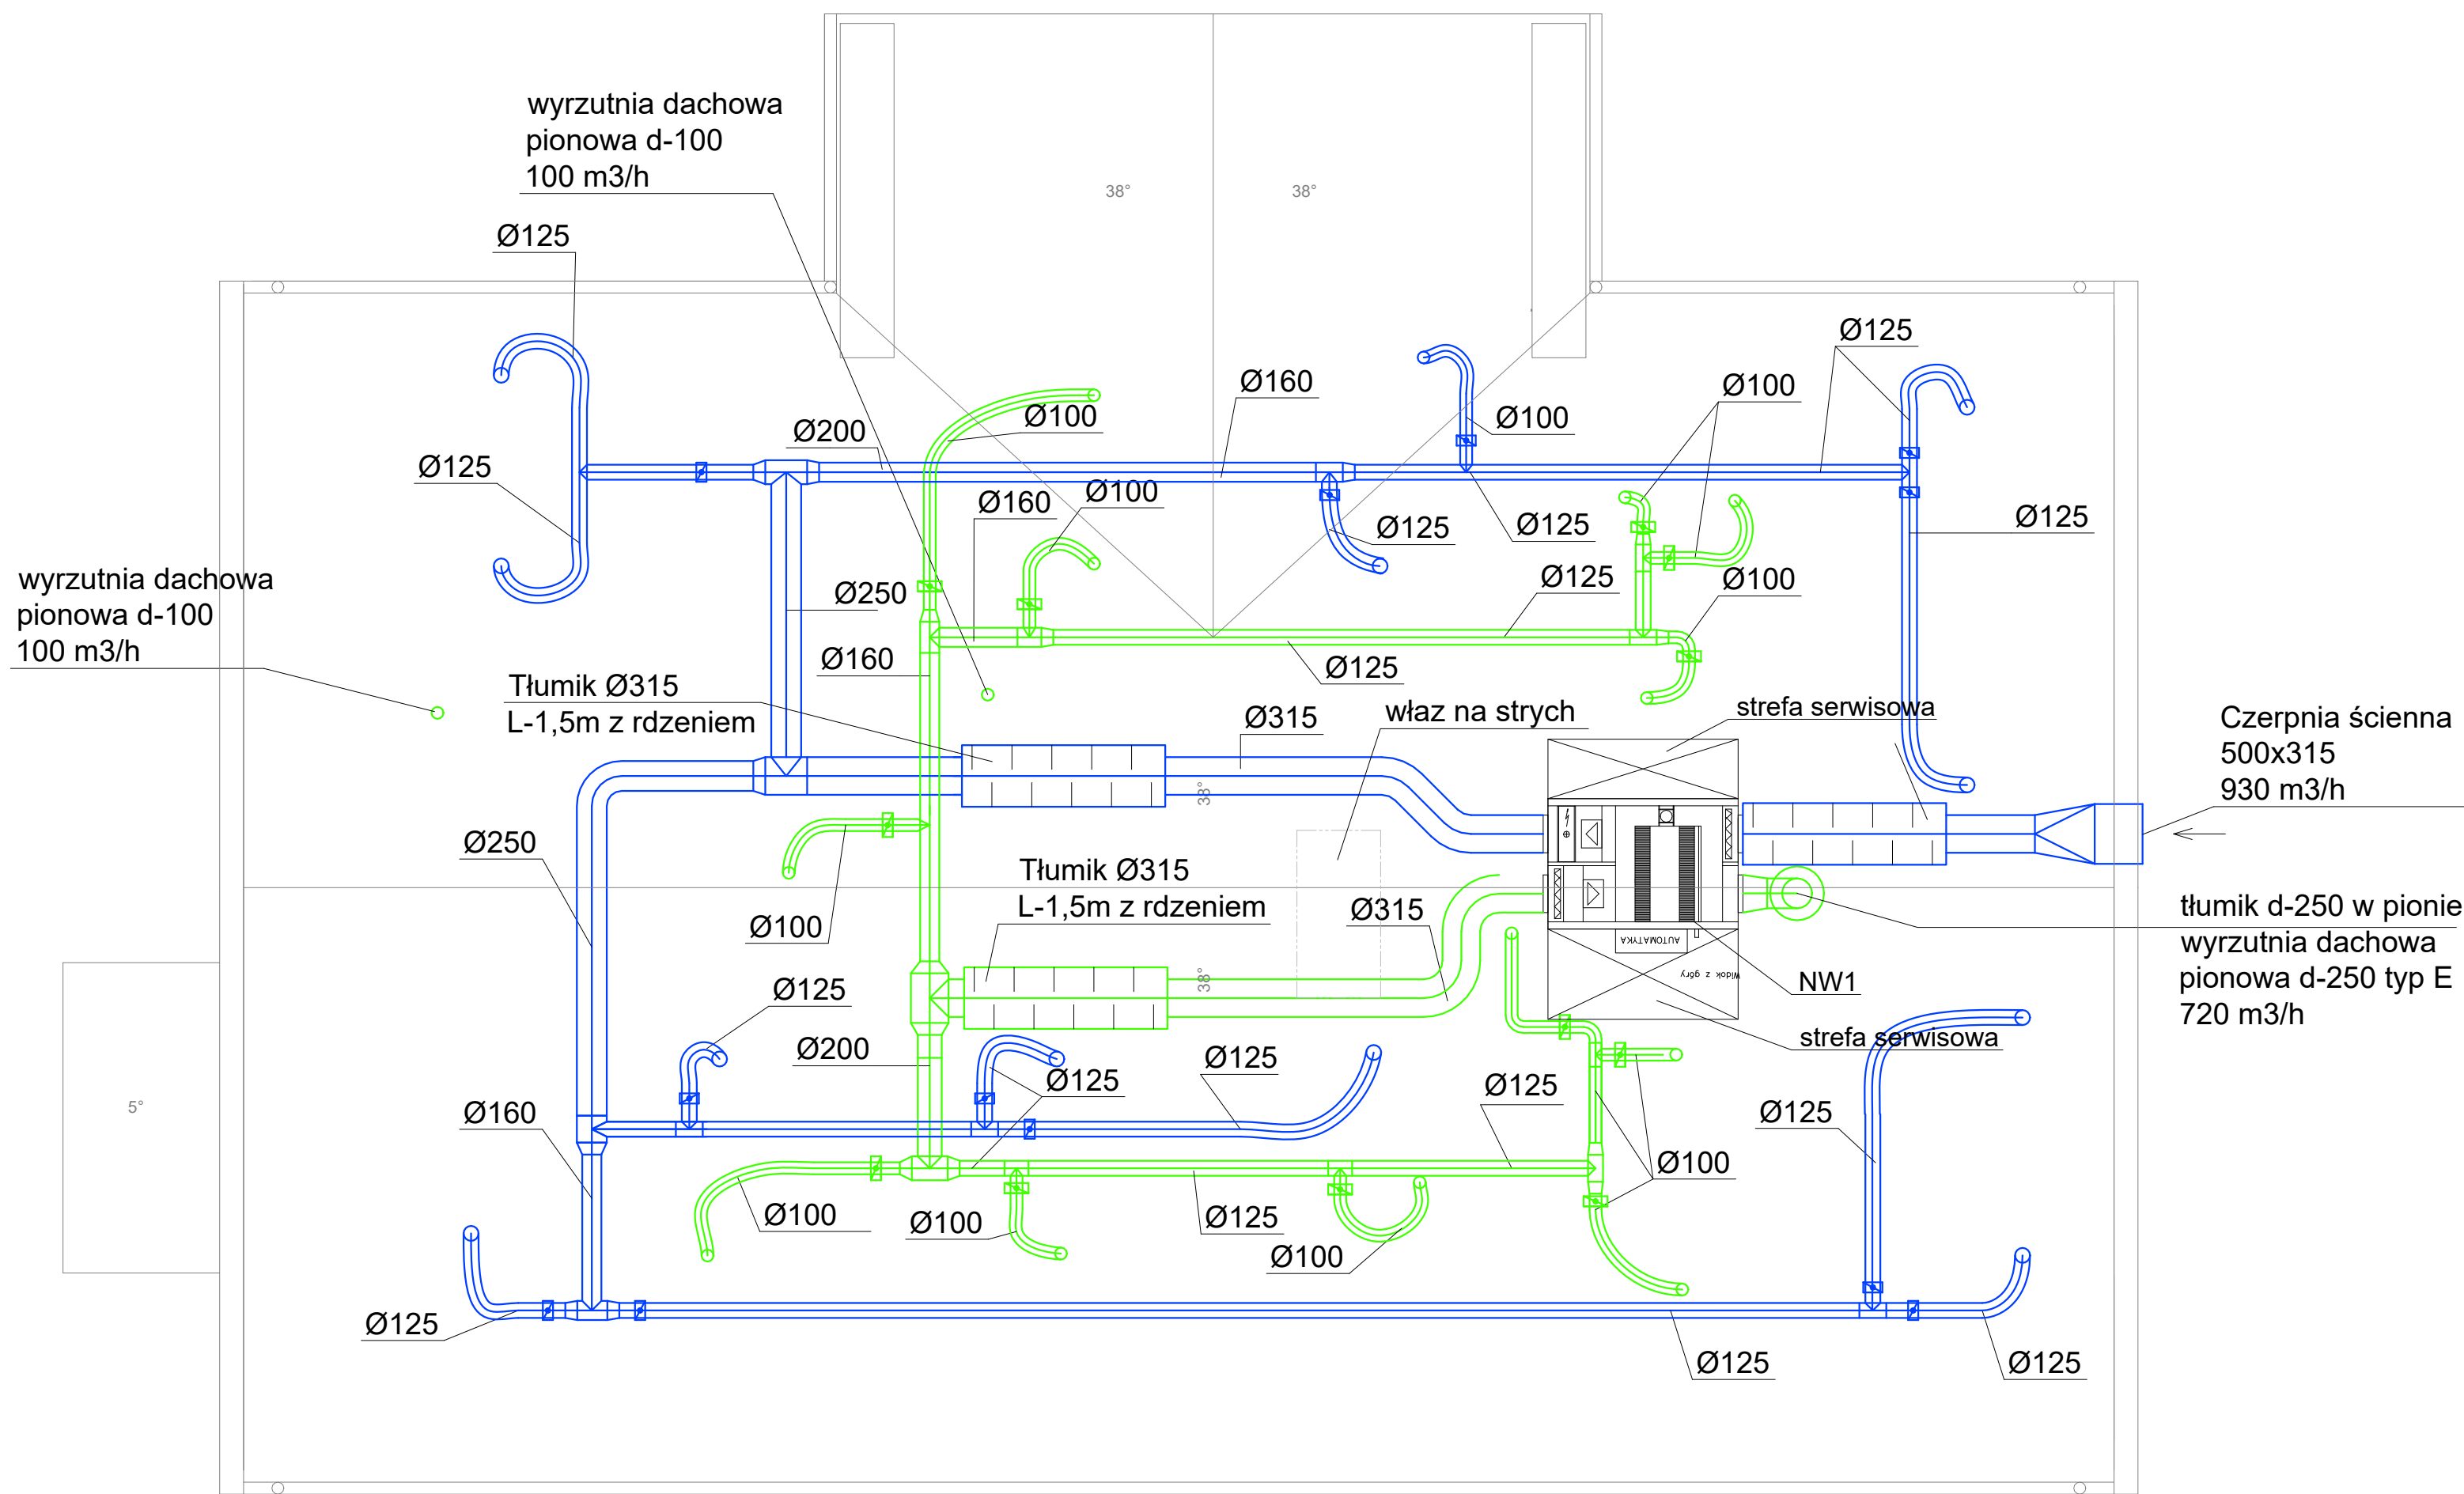 wyrzutnia dachowa
pionowa d-100
100 m3/h
38°
38°
Ø125
Ø125
Ø160
Ø100
Ø100
Ø100
Ø200
Ø125
Ø160
Ø100
Ø125
Ø125
Ø125
wyrzutnia dachowa
pionowa d-100
100 m3/h
Ø250
Ø125
Ø100
Ø160
Ø125
Tłumik Ø315
L-1,5m z rdzeniem
Ø315
właz na strych
strefa serwisowa
Czerpnia ścienna
500x315
930 m3/h
38°
Ø250
Tłumik Ø315
L-1,5m z rdzeniem
Ø100
Ø315
tłumik d-250 w pionie
wyrzutnia dachowa
pionowa d-250 typ E
720 m3/h
AUTOMATYKA
Widok z góry
38°
NW1
Ø125
strefa serwisowa
Ø200
Ø125
Ø125
Ø125
5°
Ø160
Ø125
Ø100
Ø100
Ø100
Ø125
Ø100
Ø125
Ø125
Ø125